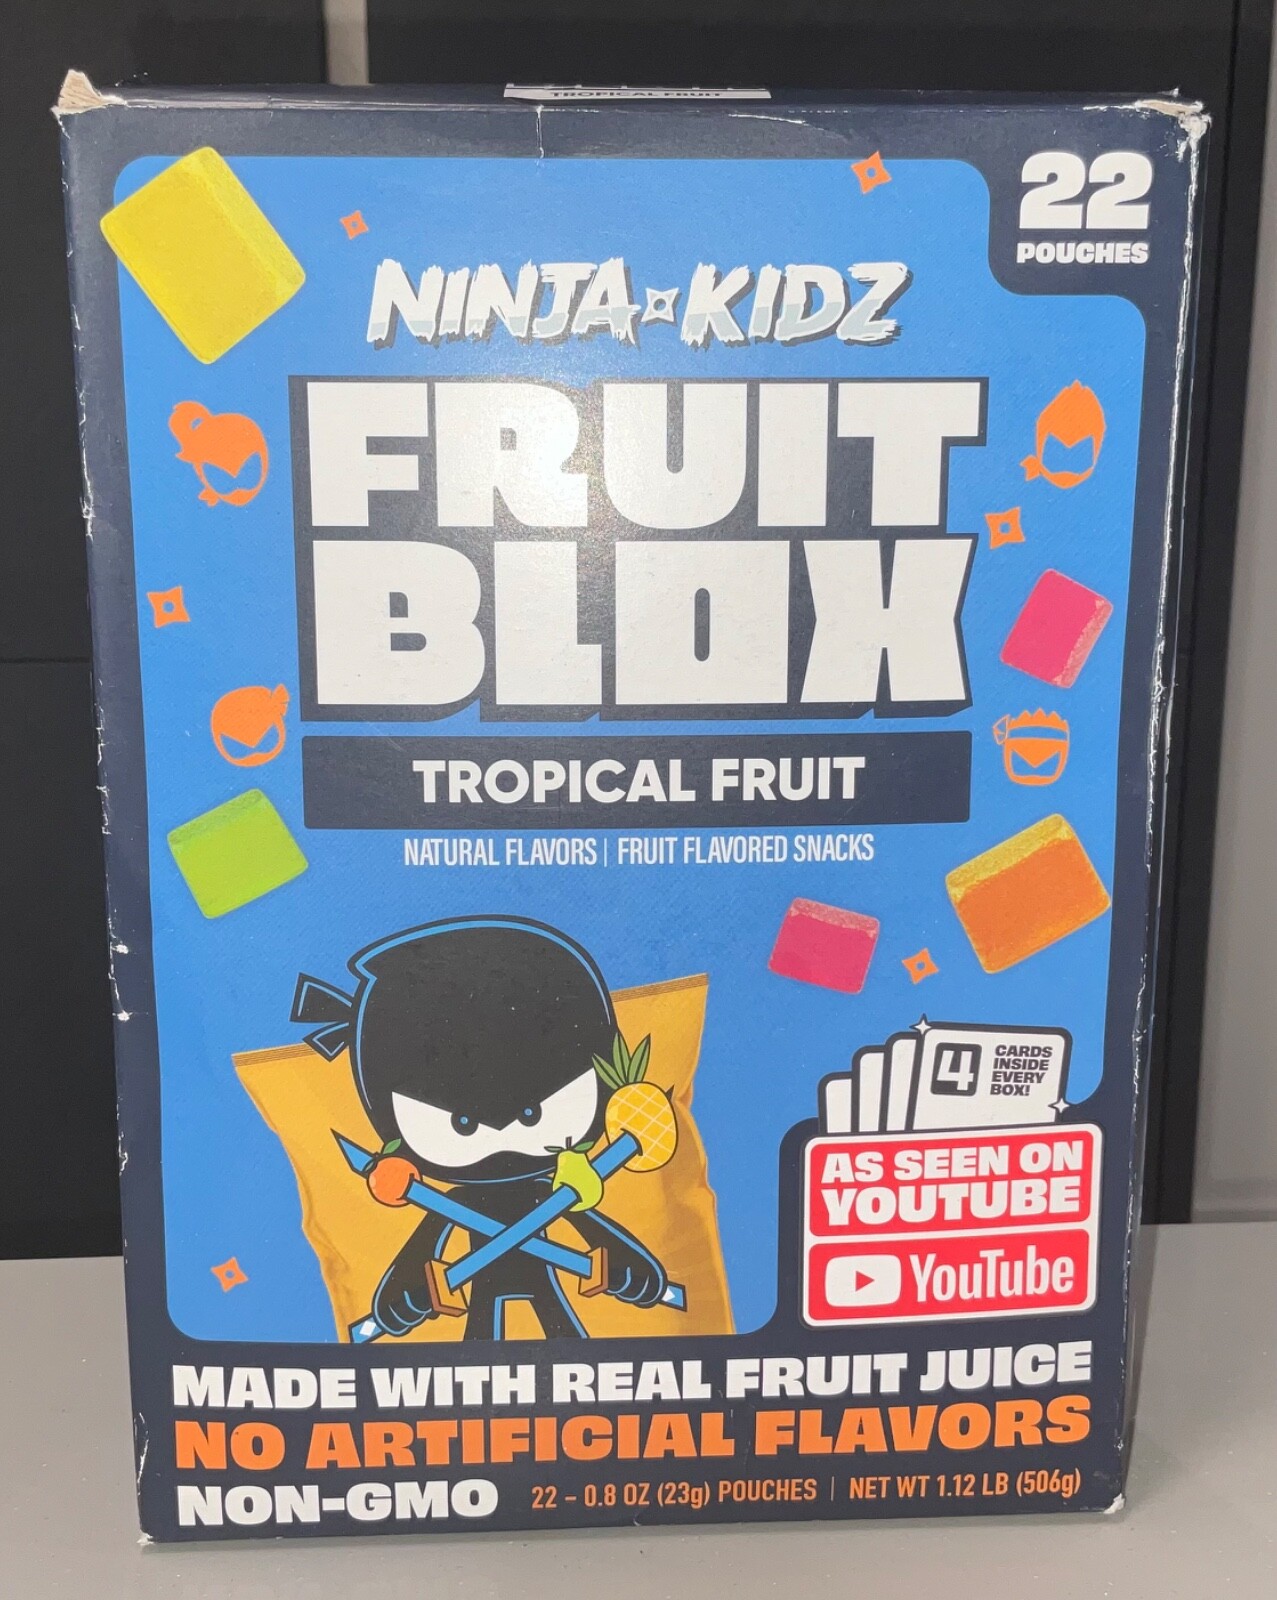 TROPICAL FRUIT
22
POUCHES
NINJA KIDZ
FRUIT
BLOX
TROPICAL FRUIT
NATURAL FLAVORS | FRUIT FLAVORED SNACKS
4
CARDS
INSIDE
EVERY
BOX!
AS SEEN ON
YOUTUBE
YouTube
MADE WITH REAL FRUIT JUICE
NO ARTIFICIAL FLAVORS
NON-GMO
22 – 0.8 OZ (23g) POUCHES | NET WT 1.12 LB (506g)